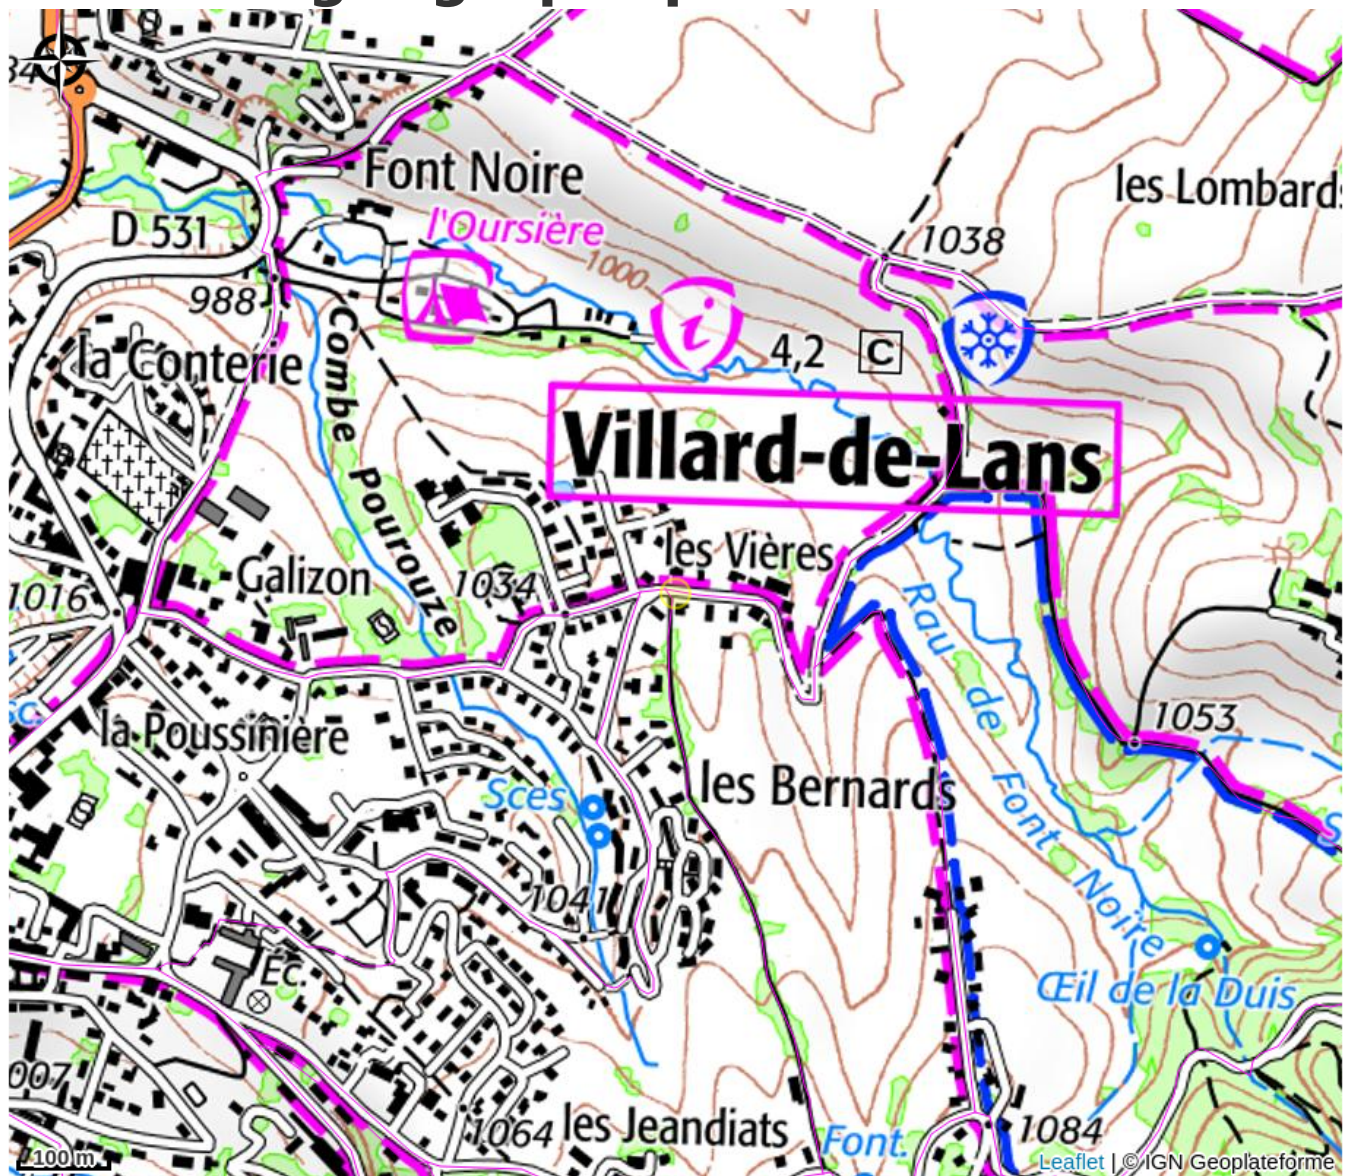 Font Noire
les Lombards
l'Oursière
D 531
1038
1000
988
Combe Pourouze
la Conterie
4,2
C
i
Villard-de-Lans
les Vières
1034
Galizon
1016
Rau de Font Noire
1053
la Poussinière
les Bernards
Sces
1041
Éc.
Œil de la Duis
1064
les Jeandiats
Font.
1084
100 m
Leaflet | © IGN Geoplateforme